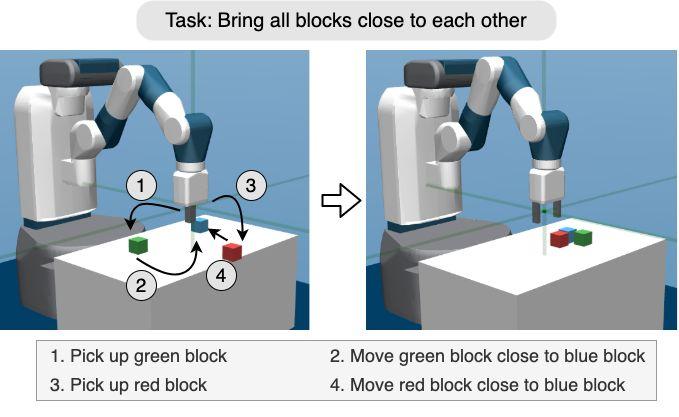 Task: Bring all blocks close to each other
1
3
2
4
1. Pick up green block
2. Move green block close to blue block
3. Pick up red block
4. Move red block close to blue block